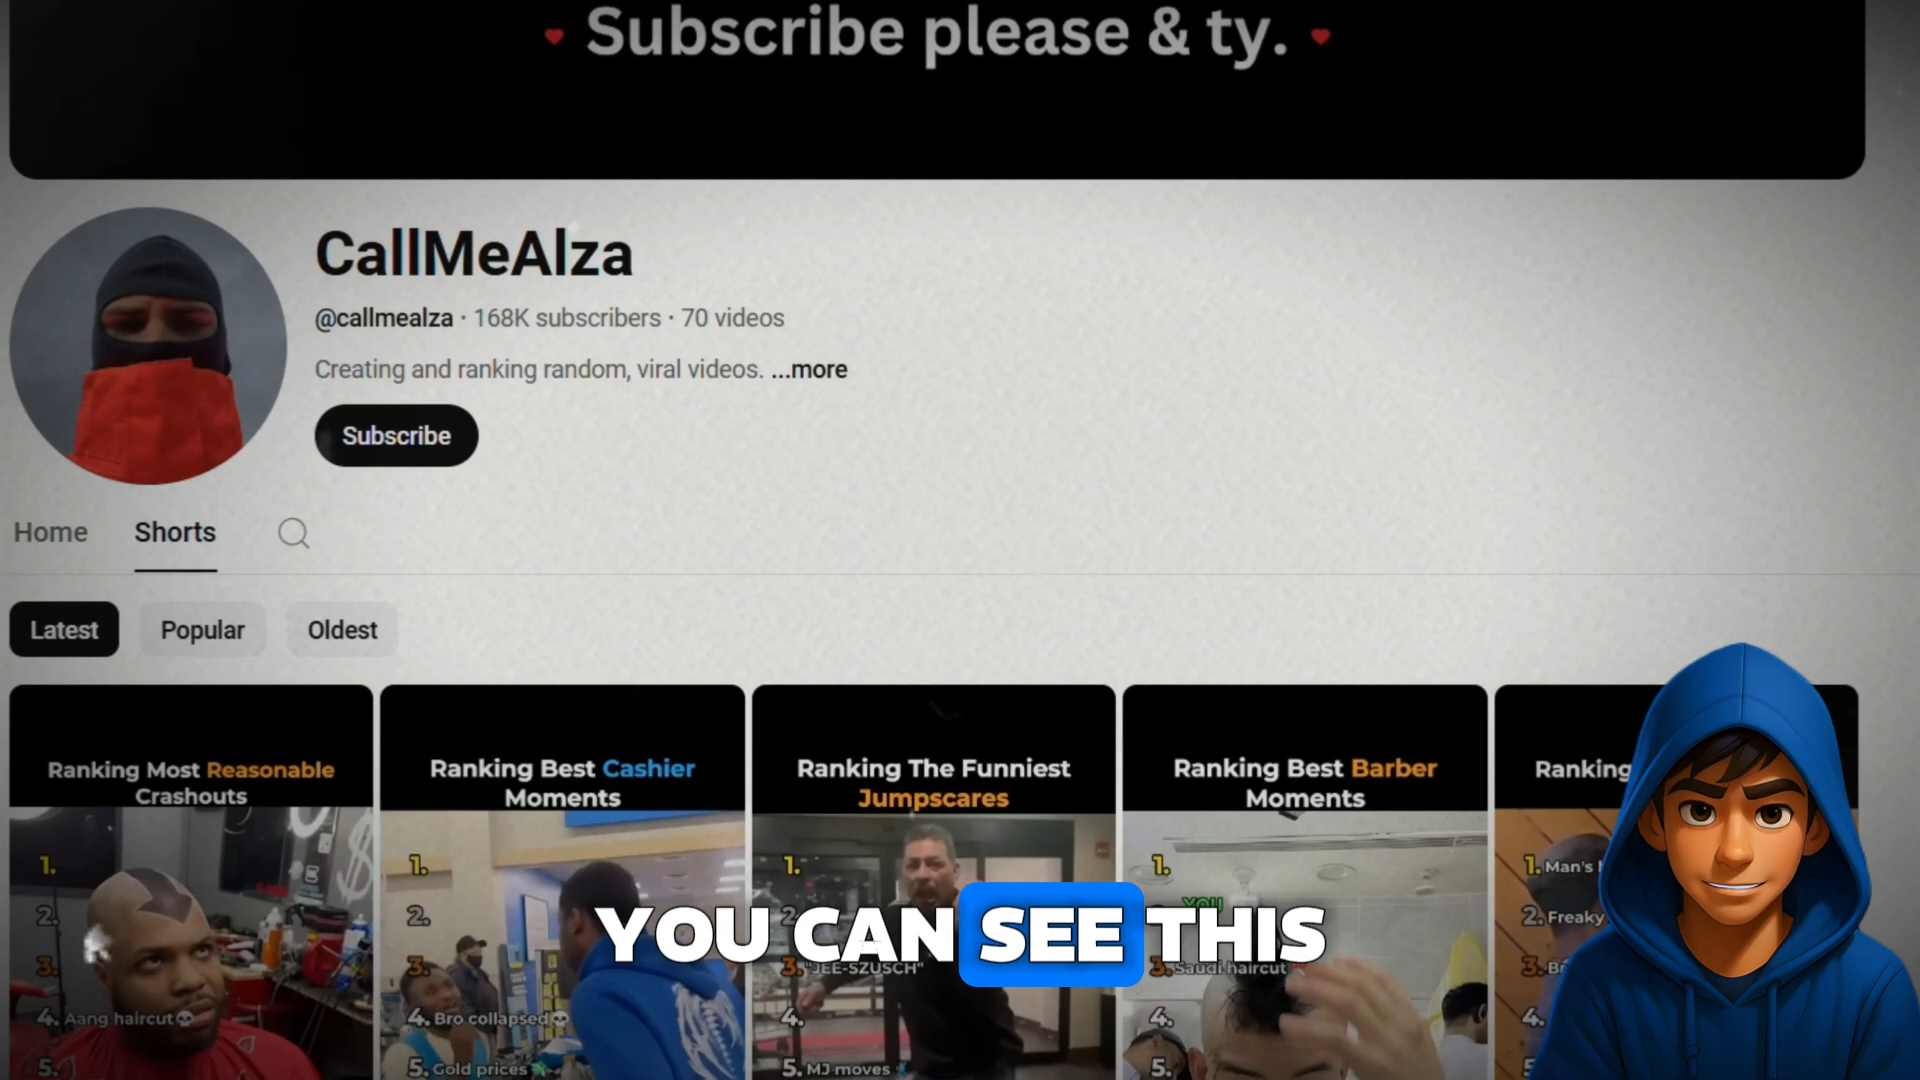 Subscribe please & ty.
CallMeAlza
@callmealza · 168K subscribers · 70 videos
Creating and ranking random, viral videos. ...more
Subscribe
Home
Shorts
Latest
Popular
Oldest
Ranking Most Reasonable
Crashouts
1.
2.
3.
4. Aang haircut💀
5.
Ranking Best Cashier
Moments
1.
2.
3.
4. Bro collapsed💀
5. Gold prices
Ranking The Funniest
Jumpscares
1.
2.
3. "JEE-SZUSCH"
4.
5. MJ moves
Ranking Best Barber
Moments
1.
YOU
3. Saudi haircut
4.
5.
Ranking
1. Man's
2. Freaky
3.
4.
5.
YOU CAN SEE THIS